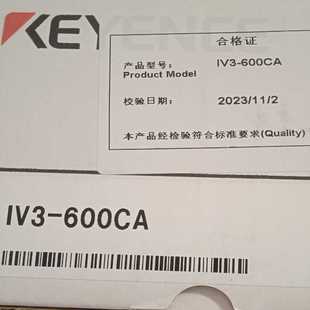 KEYENCE
合格证
产品型号: IV3-600CA
Product Model
校验日期: 2023/11/2
本产品经检验符合标准要求(Quality)
IV3-600CA